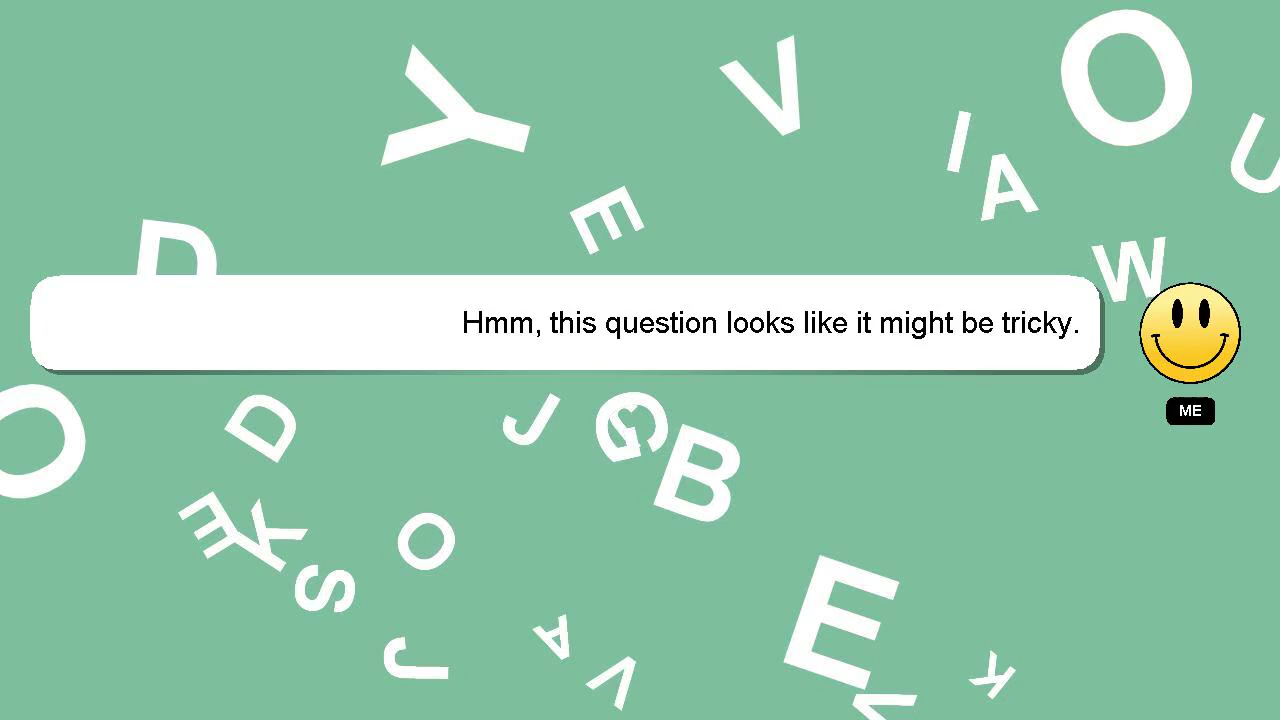 Y
V
O
I
A
U
E
D
W
Hmm, this question looks like it might be tricky.
ME
O
D
J
G
B
E
K
O
S
E
A
J
V
K
V